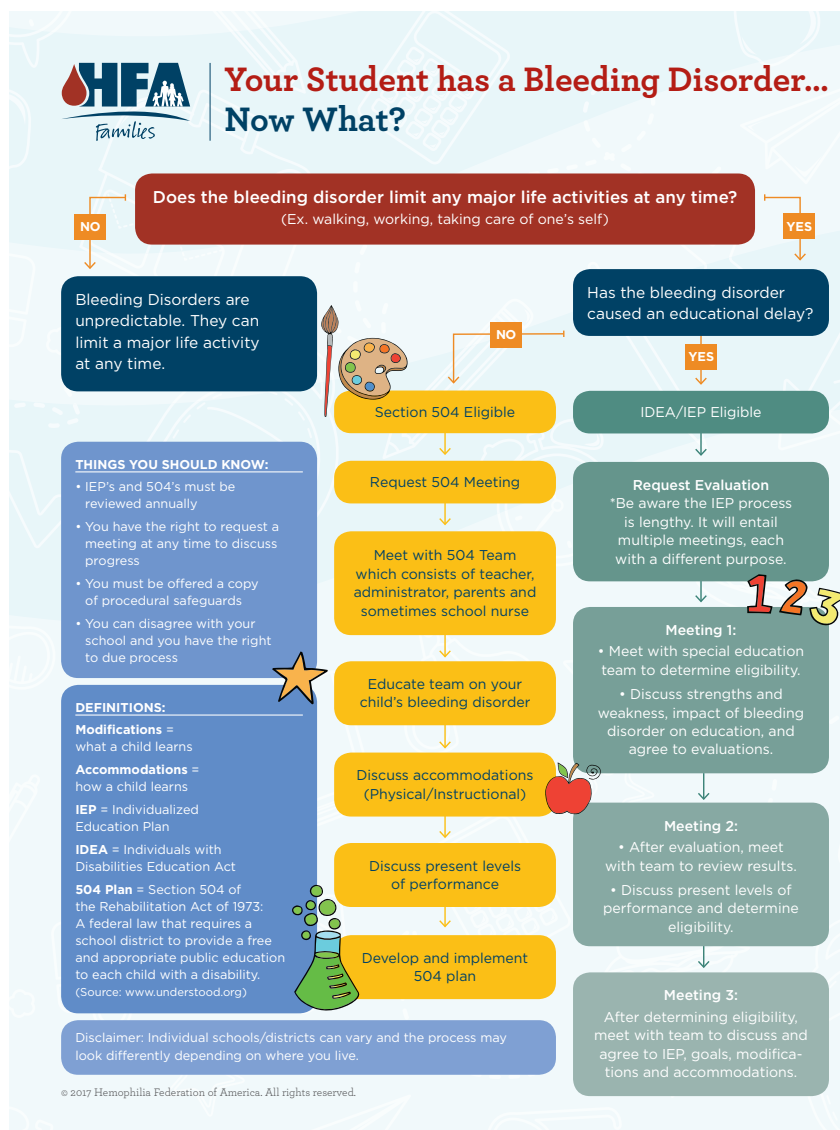 HFA
Families
Your Student has a Bleeding Disorder...
Now What?
Does the bleeding disorder limit any major life activities at any time?
(Ex. walking, working, taking care of one's self)
NO
YES
Bleeding Disorders are
unpredictable. They can
limit a major life activity
at any time.
Has the bleeding disorder
caused an educational delay?
NO
YES
Section 504 Eligible
Request 504 Meeting
Meet with 504 Team
which consists of teacher,
administrator, parents and
sometimes school nurse
Educate team on your
child's bleeding disorder
Discuss accommodations
(Physical/Instructional)
Discuss present levels
of performance
Develop and implement
504 plan
IDEA/IEP Eligible
Request Evaluation
*Be aware the IEP process
is lengthy. It will entail
multiple meetings, each
with a different purpose.
1 2 3
Meeting 1:
• Meet with special education
team to determine eligibility.
• Discuss strengths and
weakness, impact of bleeding
disorder on education, and
agree to evaluations.
Meeting 2:
• After evaluation, meet
with team to review results.
• Discuss present levels of
performance and determine
eligibility.
Meeting 3:
After determining eligibility,
meet with team to discuss and
agree to IEP, goals, modifica-
tions and accommodations.
THINGS YOU SHOULD KNOW:
• IEP's and 504's must be
reviewed annually
• You have the right to request a
meeting at any time to discuss
progress
• You must be offered a copy
of procedural safeguards
• You can disagree with your
school and you have the right
to due process
DEFINITIONS:
Modifications =
what a child learns
Accommodations =
how a child learns
IEP = Individualized
Education Plan
IDEA = Individuals with
Disabilities Education Act
504 Plan = Section 504 of
the Rehabilitation Act of 1973:
A federal law that requires a
school district to provide a free
and appropriate public education
to each child with a disability.
(Source: www.understood.org)
Disclaimer: Individual schools/districts can vary and the process may
look differently depending on where you live.
© 2017 Hemophilia Federation of America. All rights reserved.